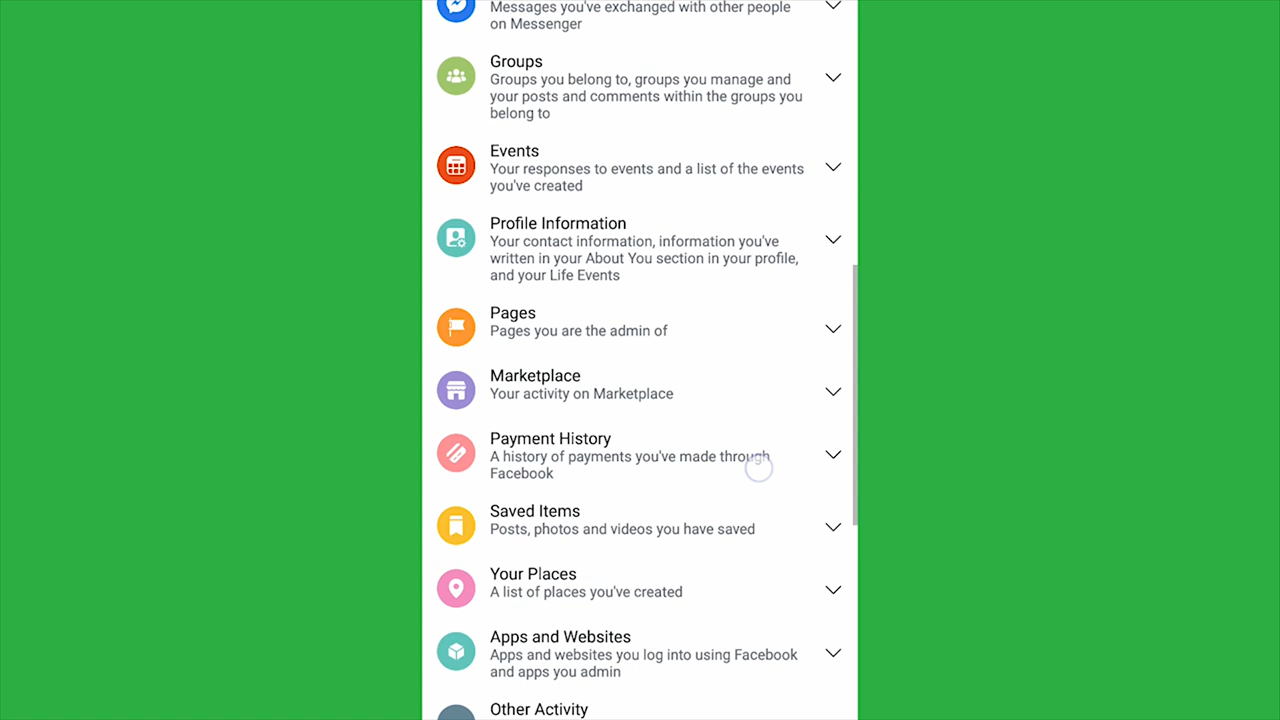 Messages you've exchanged with other people
on Messenger
Groups
Groups you belong to, groups you manage and
your posts and comments within the groups you
belong to
Events
Your responses to events and a list of the events
you've created
Profile Information
Your contact information, information you've
written in your About You section in your profile,
and your Life Events
Pages
Pages you are the admin of
Marketplace
Your activity on Marketplace
Payment History
A history of payments you've made through
Facebook
Saved Items
Posts, photos and videos you have saved
Your Places
A list of places you've created
Apps and Websites
Apps and websites you log into using Facebook
and apps you admin
Other Activity